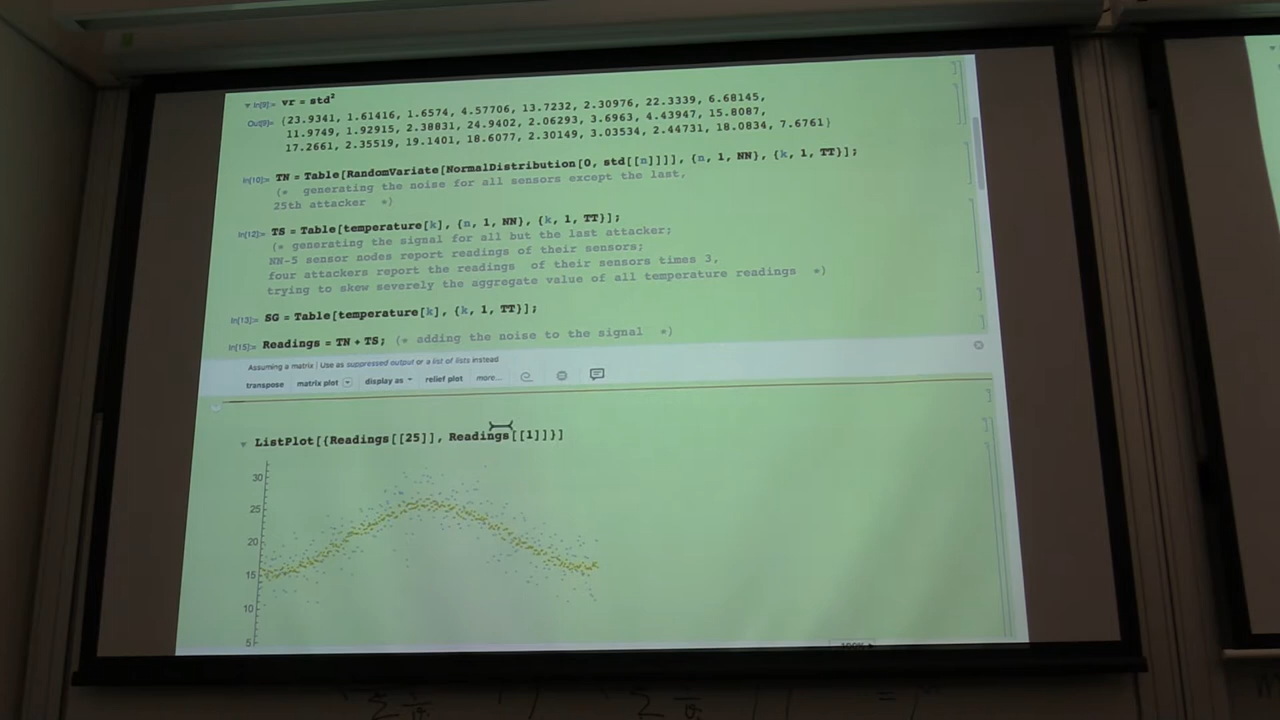 In[9]:= vr = std²
Out[9]= {23.9341, 1.61416, 1.6574, 4.57706, 13.7232, 2.30976, 22.3339, 6.68145,
11.9749, 1.92915, 2.38831, 24.9402, 2.06293, 3.6963, 4.43947, 15.8087,
17.2661, 2.35519, 19.1401, 18.6077, 2.30149, 3.03534, 2.44731, 18.0834, 7.6761}
In[10]:= TN = Table[RandomVariate[NormalDistribution[0, std[[n]]]], {n, 1, NN}, {k, 1, TT}];
(* generating the noise for all sensors except the last,
25th attacker *)
In[12]:= TS = Table[temperature[k], {n, 1, NN}, {k, 1, TT}];
(* generating the signal for all but the last attacker;
NN-5 sensor nodes report readings of their sensors;
four attackers report the readings of their sensors times 3,
trying to skew severely the aggregate value of all temperature readings *)
In[13]:= SG = Table[temperature[k], {k, 1, TT}];
In[15]:= Readings = TN + TS; (* adding the noise to the signal *)
Assuming a matrix | Use as suppressed output or a list of lists instead
transpose matrix plot display as relief plot more...
ListPlot[{Readings[[25]], Readings[[1]]}]
30
25
20
15
10
5